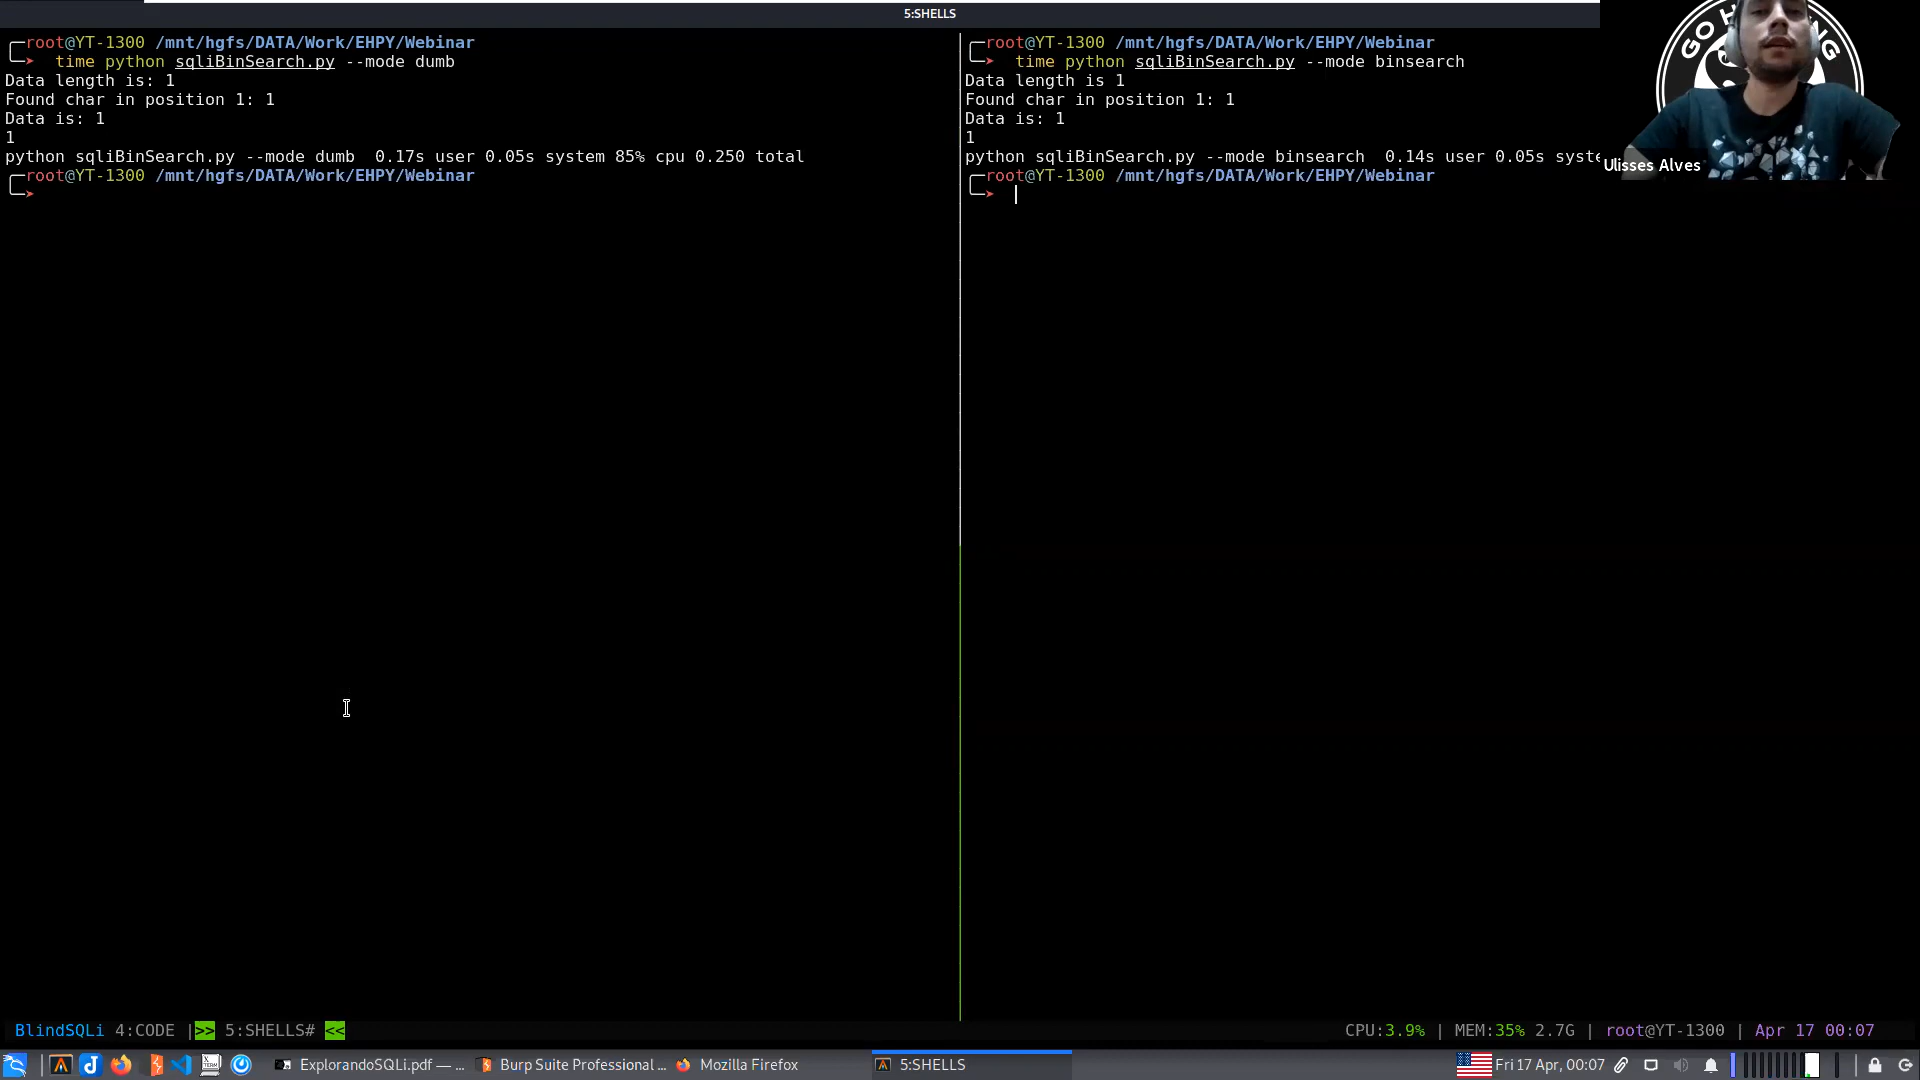 5:SHELLS
root@YT-1300 /mnt/hgfs/DATA/Work/EHPY/Webinar
time python sqliBinSearch.py --mode dumb
Data length is: 1
Found char in position 1: 1
Data is: 1
1
python sqliBinSearch.py --mode dumb  0.17s user 0.05s system 85% cpu 0.250 total
root@YT-1300 /mnt/hgfs/DATA/Work/EHPY/Webinar
root@YT-1300 /mnt/hgfs/DATA/Work/EHPY/Webinar
time python sqliBinSearch.py --mode binsearch
Data length is 1
Found char in position 1: 1
Data is: 1
1
python sqliBinSearch.py --mode binsearch  0.14s user 0.05s syste
root@YT-1300 /mnt/hgfs/DATA/Work/EHPY/Webinar
GO H
Ulisses Alves
BlindSQLi 4:CODE |>> 5:SHELLS# <<
CPU:3.9% | MEM:35% 2.7G | root@YT-1300 | Apr 17 00:07
ExplorandoSQLi.pdf — ...
Burp Suite Professional ...
Mozilla Firefox
5:SHELLS
Fri 17 Apr, 00:07